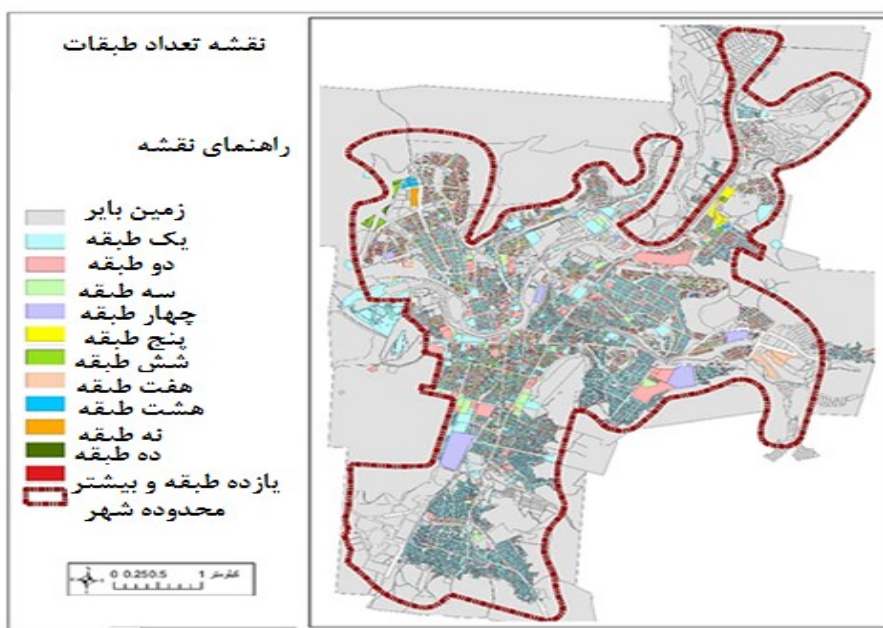 نقشه تعداد طبقات
راهنمای نقشه
زمین بایر
یک طبقه
دو طبقه
سه طبقه
چهار طبقه
پنج طبقه
شش طبقه
هفت طبقه
هشت طبقه
نه طبقه
ده طبقه
یازده طبقه و بیشتر
محدوده شهر
0 0.250.5 1 کیلومتر